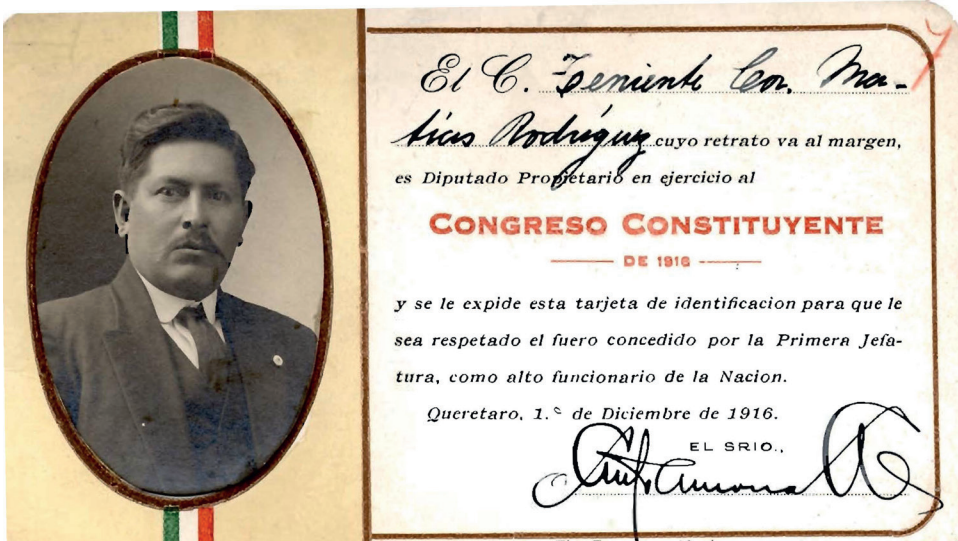 El C. Teniente Cor. Ma-
tías Rodríguez cuyo retrato va al margen,
es Diputado Propietario en ejercicio al
CONGRESO CONSTITUYENTE
DE 1916
y se le expide esta tarjeta de identificacion para que le
sea respetado el fuero concedido por la Primera Jefa-
tura, como alto funcionario de la Nacion.
Queretaro, 1.º de Diciembre de 1916.
EL SRIO.,